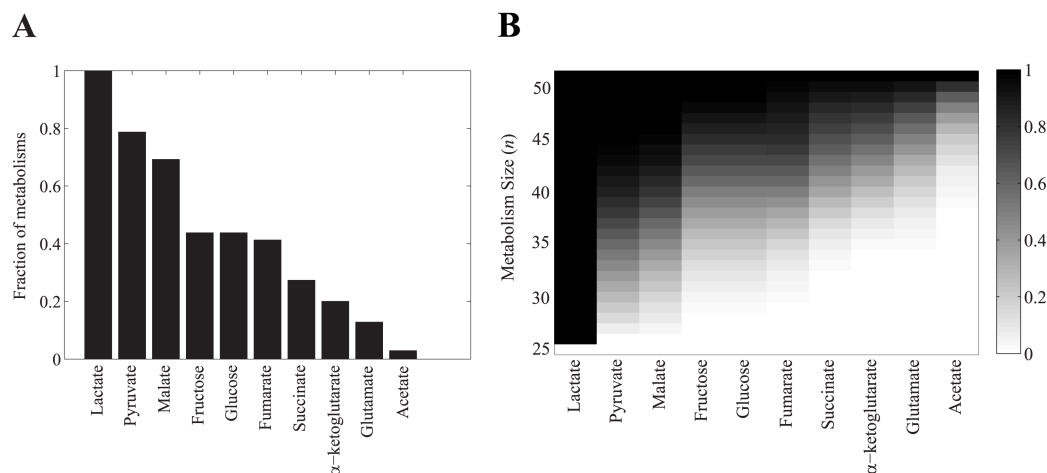 A
B
Fraction of metabolisms
1
0.8
0.6
0.4
0.2
0
Lactate
Pyruvate
Malate
Fructose
Glucose
Fumarate
Succinate
α−ketoglutarate
Glutamate
Acetate
Metabolism Size (n)
50
45
40
35
30
25
Lactate
Pyruvate
Malate
Fructose
Glucose
Fumerate
Succinate
α−ketoglutarate
Glutamate
Acetate
1
0.8
0.6
0.4
0.2
0